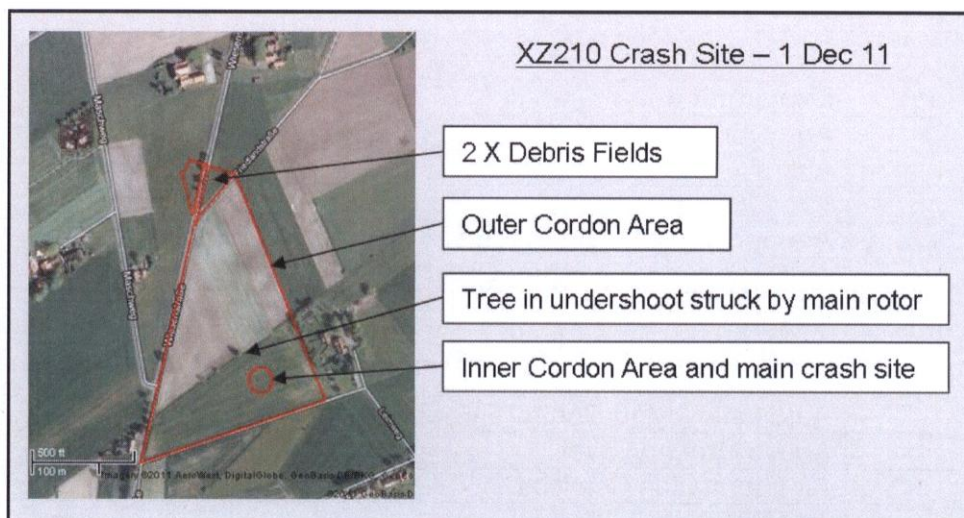 XZ210 Crash Site – 1 Dec 11
2 X Debris Fields
Outer Cordon Area
Tree in undershoot struck by main rotor
Inner Cordon Area and main crash site
500 ft
100 m